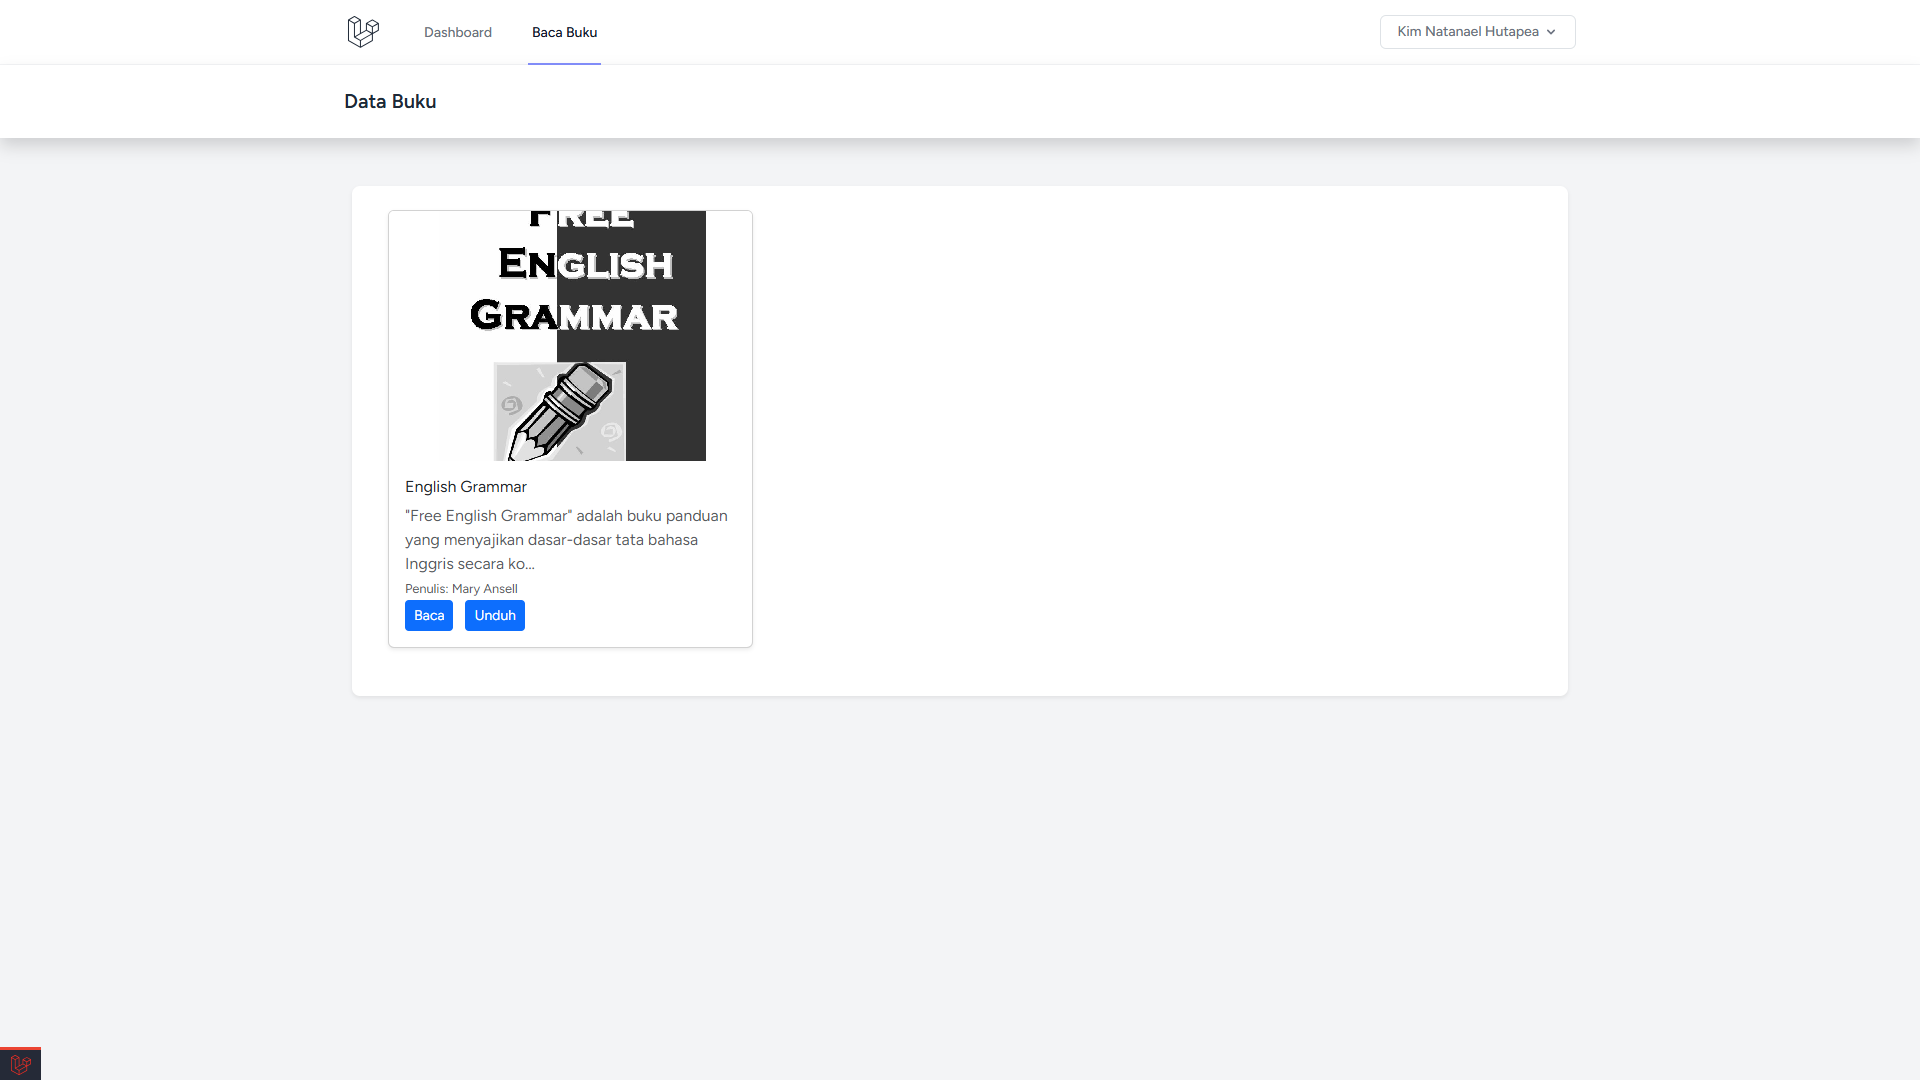 Dashboard
Baca Buku
Kim Natanael Hutapea
Data Buku
FREE
ENGLISH
GRAMMAR
English Grammar
"Free English Grammar" adalah buku panduan
yang menyajikan dasar-dasar tata bahasa
Inggris secara ko...
Penulis: Mary Ansell
Baca
Unduh